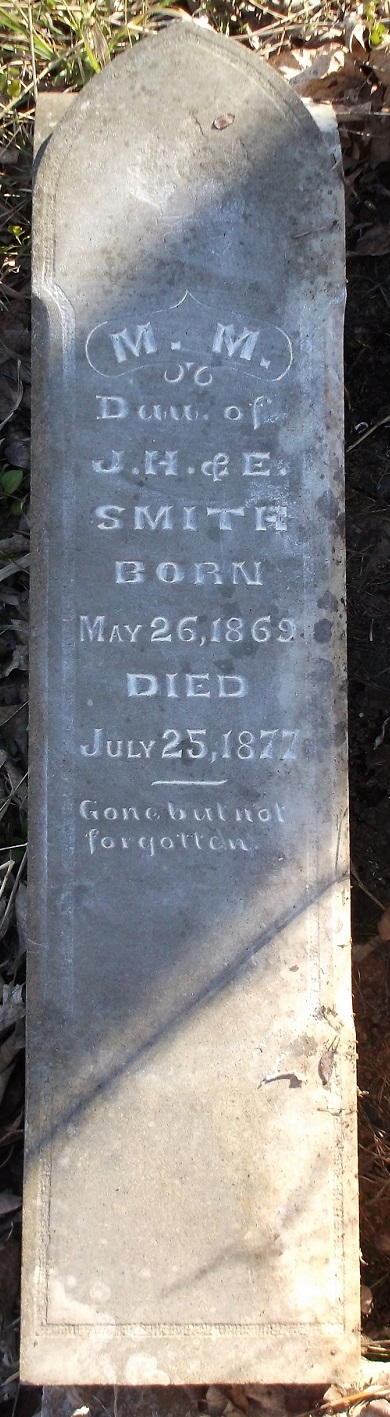 M. M.
Dau. of
J. H. & E.
SMITH
BORN
MAY 26, 1869
DIED
JULY 25, 1877
Gone but not
forgotten.